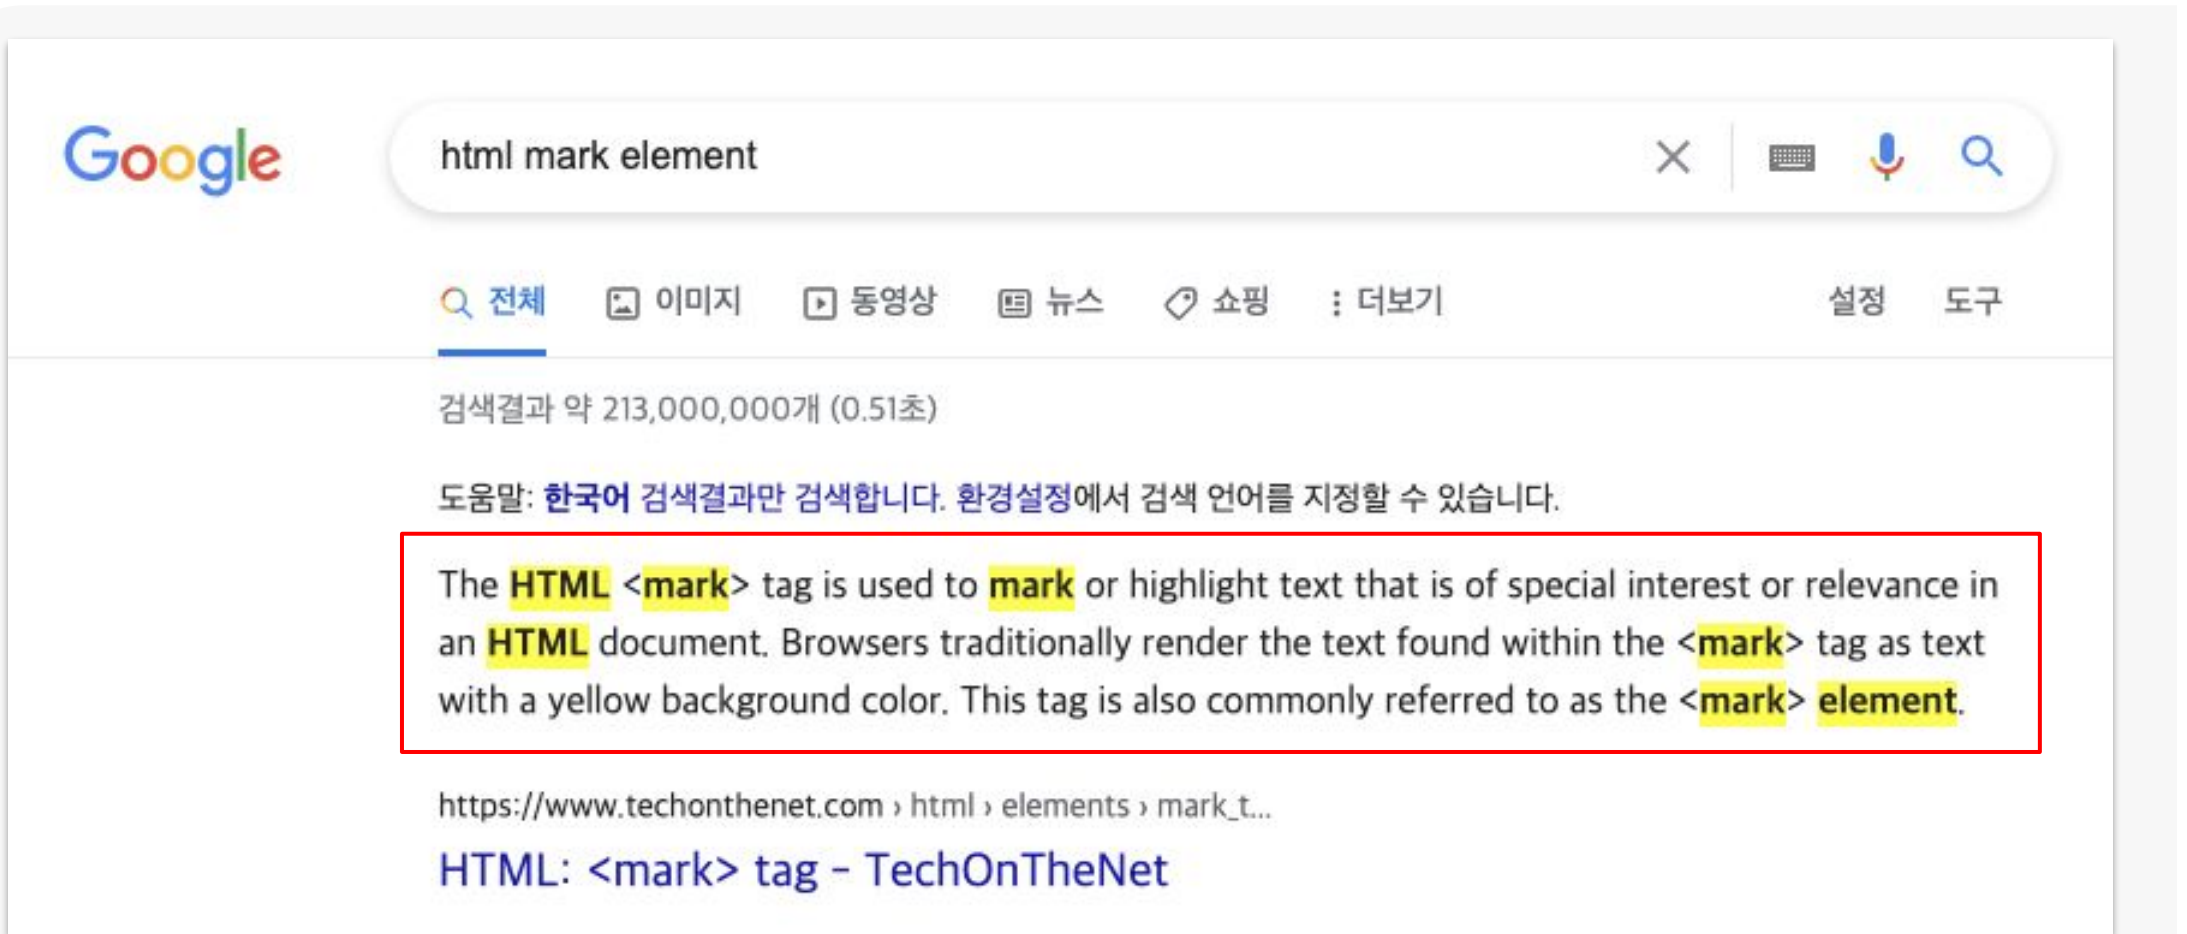 Google
html mark element
전체 이미지 동영상 뉴스 쇼핑 더보기 설정 도구
검색결과 약 213,000,000개 (0.51초)
도움말: 한국어 검색결과만 검색합니다. 환경설정에서 검색 언어를 지정할 수 있습니다.
The HTML <mark> tag is used to mark or highlight text that is of special interest or relevance in
an HTML document. Browsers traditionally render the text found within the <mark> tag as text
with a yellow background color. This tag is also commonly referred to as the <mark> element.
https://www.techonthenet.com › html › elements › mark_t...
HTML: <mark> tag - TechOnTheNet